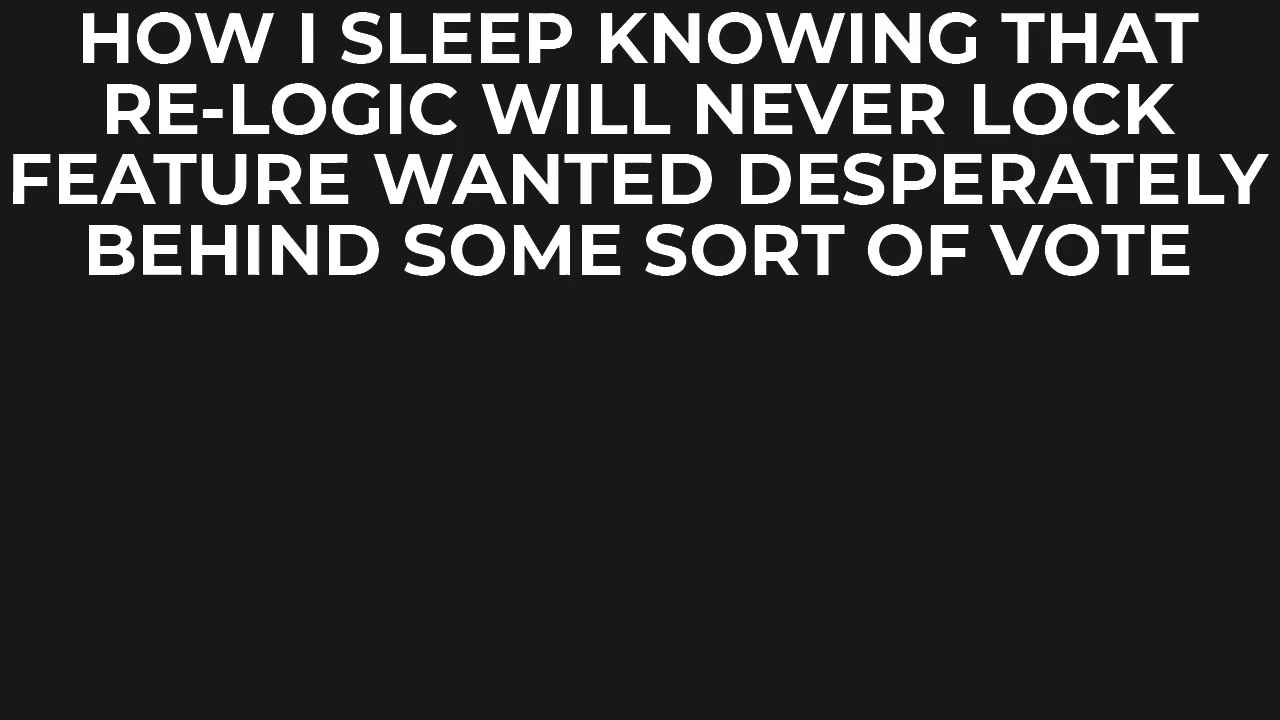 HOW I SLEEP KNOWING THAT
RE-LOGIC WILL NEVER LOCK
FEATURE WANTED DESPERATELY
BEHIND SOME SORT OF VOTE